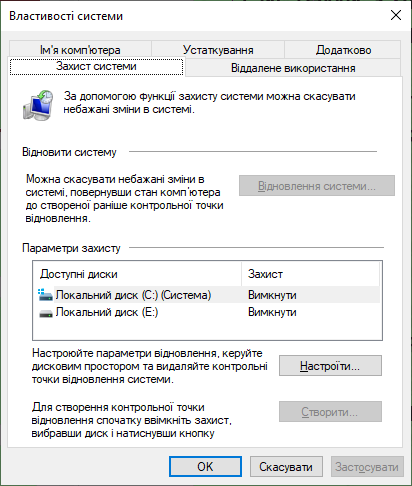 Властивості системи
Ім'я комп'ютера
Устаткування
Додатково
Захист системи
Віддалене використання
За допомогою функції захисту системи можна скасувати
небажані зміни в системі.
Відновити систему
Можна скасувати небажані зміни в
системі, повернувши стан комп'ютера
до створеної раніше контрольної точки
відновлення.
Відновлення системи...
Параметри захисту
Доступні диски Захист
Локальний диск (C:) (Система) Вимкнути
Локальний диск (E:) Вимкнути
Настроюйте параметри відновлення, керуйте
дисковим простором та видаляйте контрольні
точки відновлення системи.
Настроїти...
Для створення контрольної точки
відновлення спочатку ввімкніть захист,
вибравши диск і натиснувши кнопку
Створити...
OK
Скасувати
Застосувати